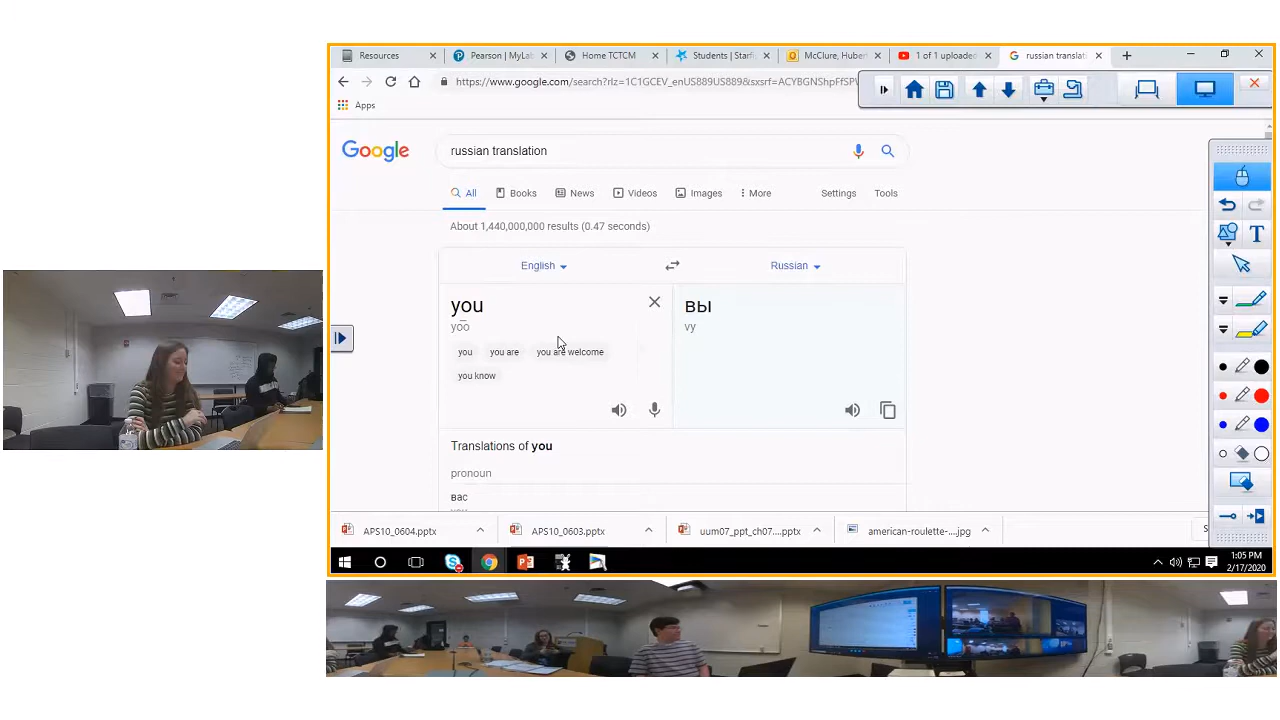 Resources
Pearson | MyLab
Home TCTCM
Students | Starfi
McClure, Huber
1 of 1 uploaded
russian translati
https://www.google.com/search?rlz=1C1GCEV_enUS889US889&sxsrf=ACYBGNShpFfSPV
Apps
Google
russian translation
All
Books
News
Videos
Images
More
Settings
Tools
About 1,440,000,000 results (0.47 seconds)
English
Russian
you
вы
yo͞o
vy
you
you are
you are welcome
you know
Translations of you
pronoun
вас
T
APS10_0604.pptx
APS10_0603.pptx
uum07_ppt_ch07....pptx
american-roulette-....jpg
S
1:05 PM
2/17/2020